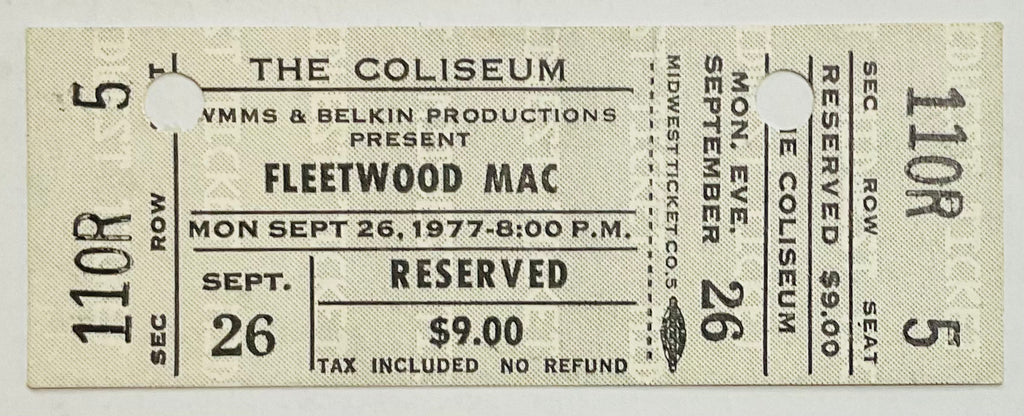 SEC ROW
110R 5
THE COLISEUM
WMMS & BELKIN PRODUCTIONS
PRESENT
FLEETWOOD MAC
MON SEPT 26, 1977-8:00 P.M.
SEPT.
26
RESERVED
$9.00
TAX INCLUDED NO REFUND
MIDWEST TICKET CO. 5
MON. EVE.
SEPTEMBER 26
COLISEUM
RESERVED $9.00
SEC ROW SEAT
110R 5